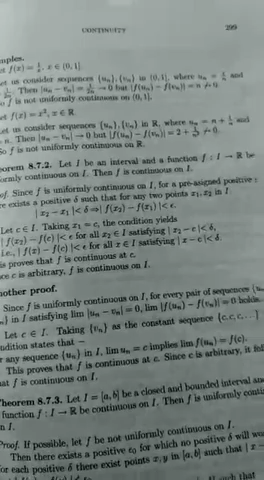 CONTINUITY 299
mples.
et f(x) = 1/x, x ∈ (0, 1].
et us consider sequences {un}, {vn} in (0, 1], where un = 1/n and
1/2n. Then |un − vn| = 1/2n → 0 but |f(un) − f(vn)| = n ↛ 0.
o f is not uniformly continuous on (0, 1].
et f(x) = x², x ∈ ℝ.
et us consider sequences {un}, {vn} in ℝ, where un = n + 1/n and
= n. Then |un − vn| → 0 but |f(un) − f(vn)| = 2 + 1/n² ↛ 0.
o f is not uniformly continuous on ℝ.
eorem 8.7.2. Let I be an interval and a function f : I → ℝ be
formly continuous on I. Then f is continuous on I.
of. Since f is uniformly continuous on I, for a pre-assigned positive ε
ere exists a positive δ such that for any two points x1, x2 in I,
| x2 − x1 |< δ ⇒| f(x2) − f(x1) |< ε.
Let c ∈ I. Taking x1 = c, the condition yields
| f(x2) − f(c) |< ε for all x2 ∈ I satisfying | x2 − c |< δ,
i.e., | f(x) − f(c) |< ε for all x ∈ I satisfying | x − c |< δ.
is proves that f is continuous at c.
nce c is arbitrary, f is continuous on I.
nother proof.
Since f is uniformly continuous on I, for every pair of sequences {un},
n} in I satisfying lim |un − vn| = 0, lim |f(un) − f(vn)| = 0 holds.
Let c ∈ I. Taking {vn} as the constant sequence {c, c, c, ...}
ndition states that −
r any sequence {un} in I, lim un = c implies lim f(un) = f(c).
This proves that f is continuous at c. Since c is arbitrary, it foll
at f is continuous on I.
Theorem 8.7.3. Let I = [a, b] be a closed and bounded interval and
function f : I → ℝ be continuous on I. Then f is uniformly conti
n I.
Proof. If possible, let f be not uniformly continuous on I.
Then there exists a positive ε0 for which no positive δ will wo
for each positive δ there exist points x, y in [a, b] such that | x −
such that